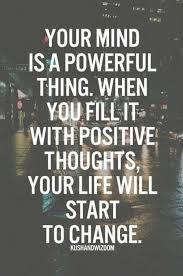 YOUR MIND
IS A POWERFUL
THING. WHEN
YOU FILL IT
WITH POSITIVE
THOUGHTS,
YOUR LIFE WILL
START
TO CHANGE.
KUSHANDWIZDOM